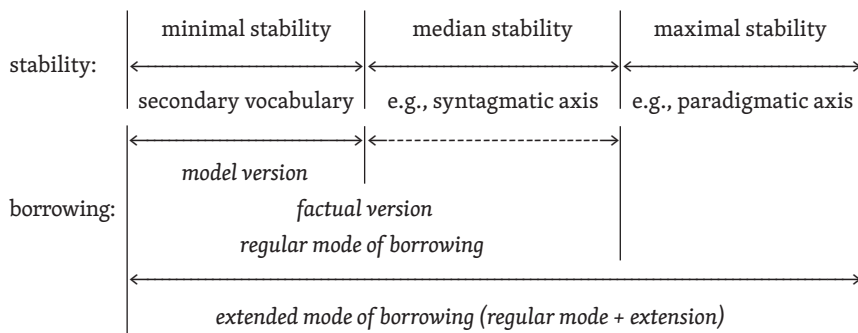 minimal stability median stability maximal stability
stability:
secondary vocabulary e.g., syntagmatic axis e.g., paradigmatic axis
model version
borrowing:
factual version
regular mode of borrowing
extended mode of borrowing (regular mode + extension)